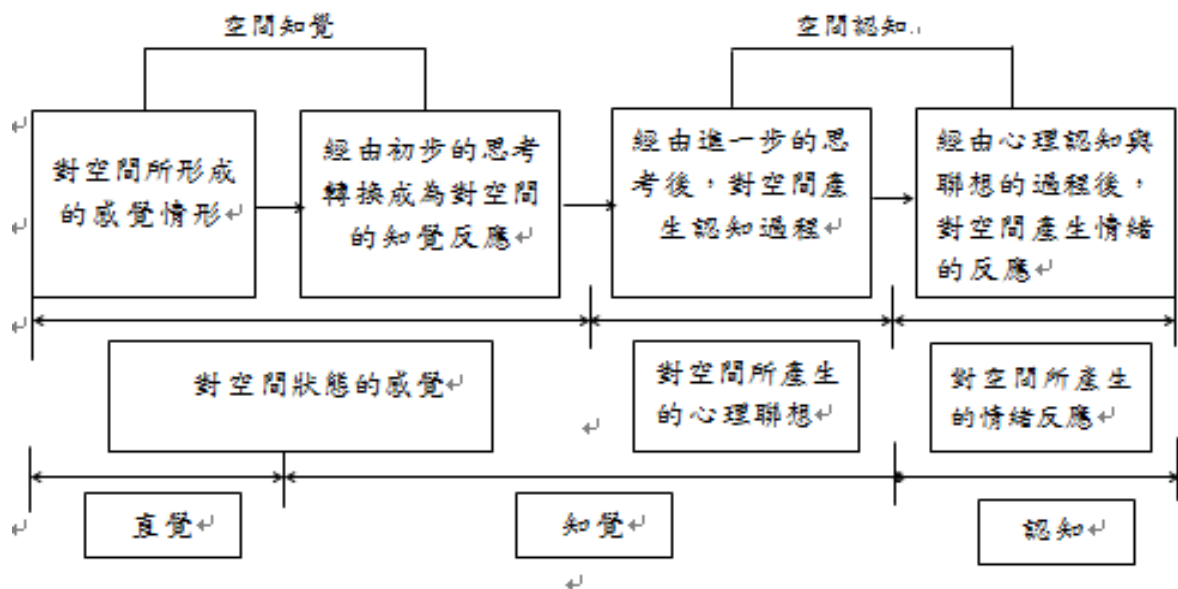 空間知覺
空間認知
對空間所形成
的感覺情形
經由初步的思考
轉換成為對空間
的知覺反應
經由進一步的思
考後，對空間產
生認知過程
經由心理認知與
聯想的過程後，
對空間產生情緒
的反應
對空間狀態的感覺
對空間所產生
的心理聯想
對空間所產生
的情緒反應
直覺
知覺
認知